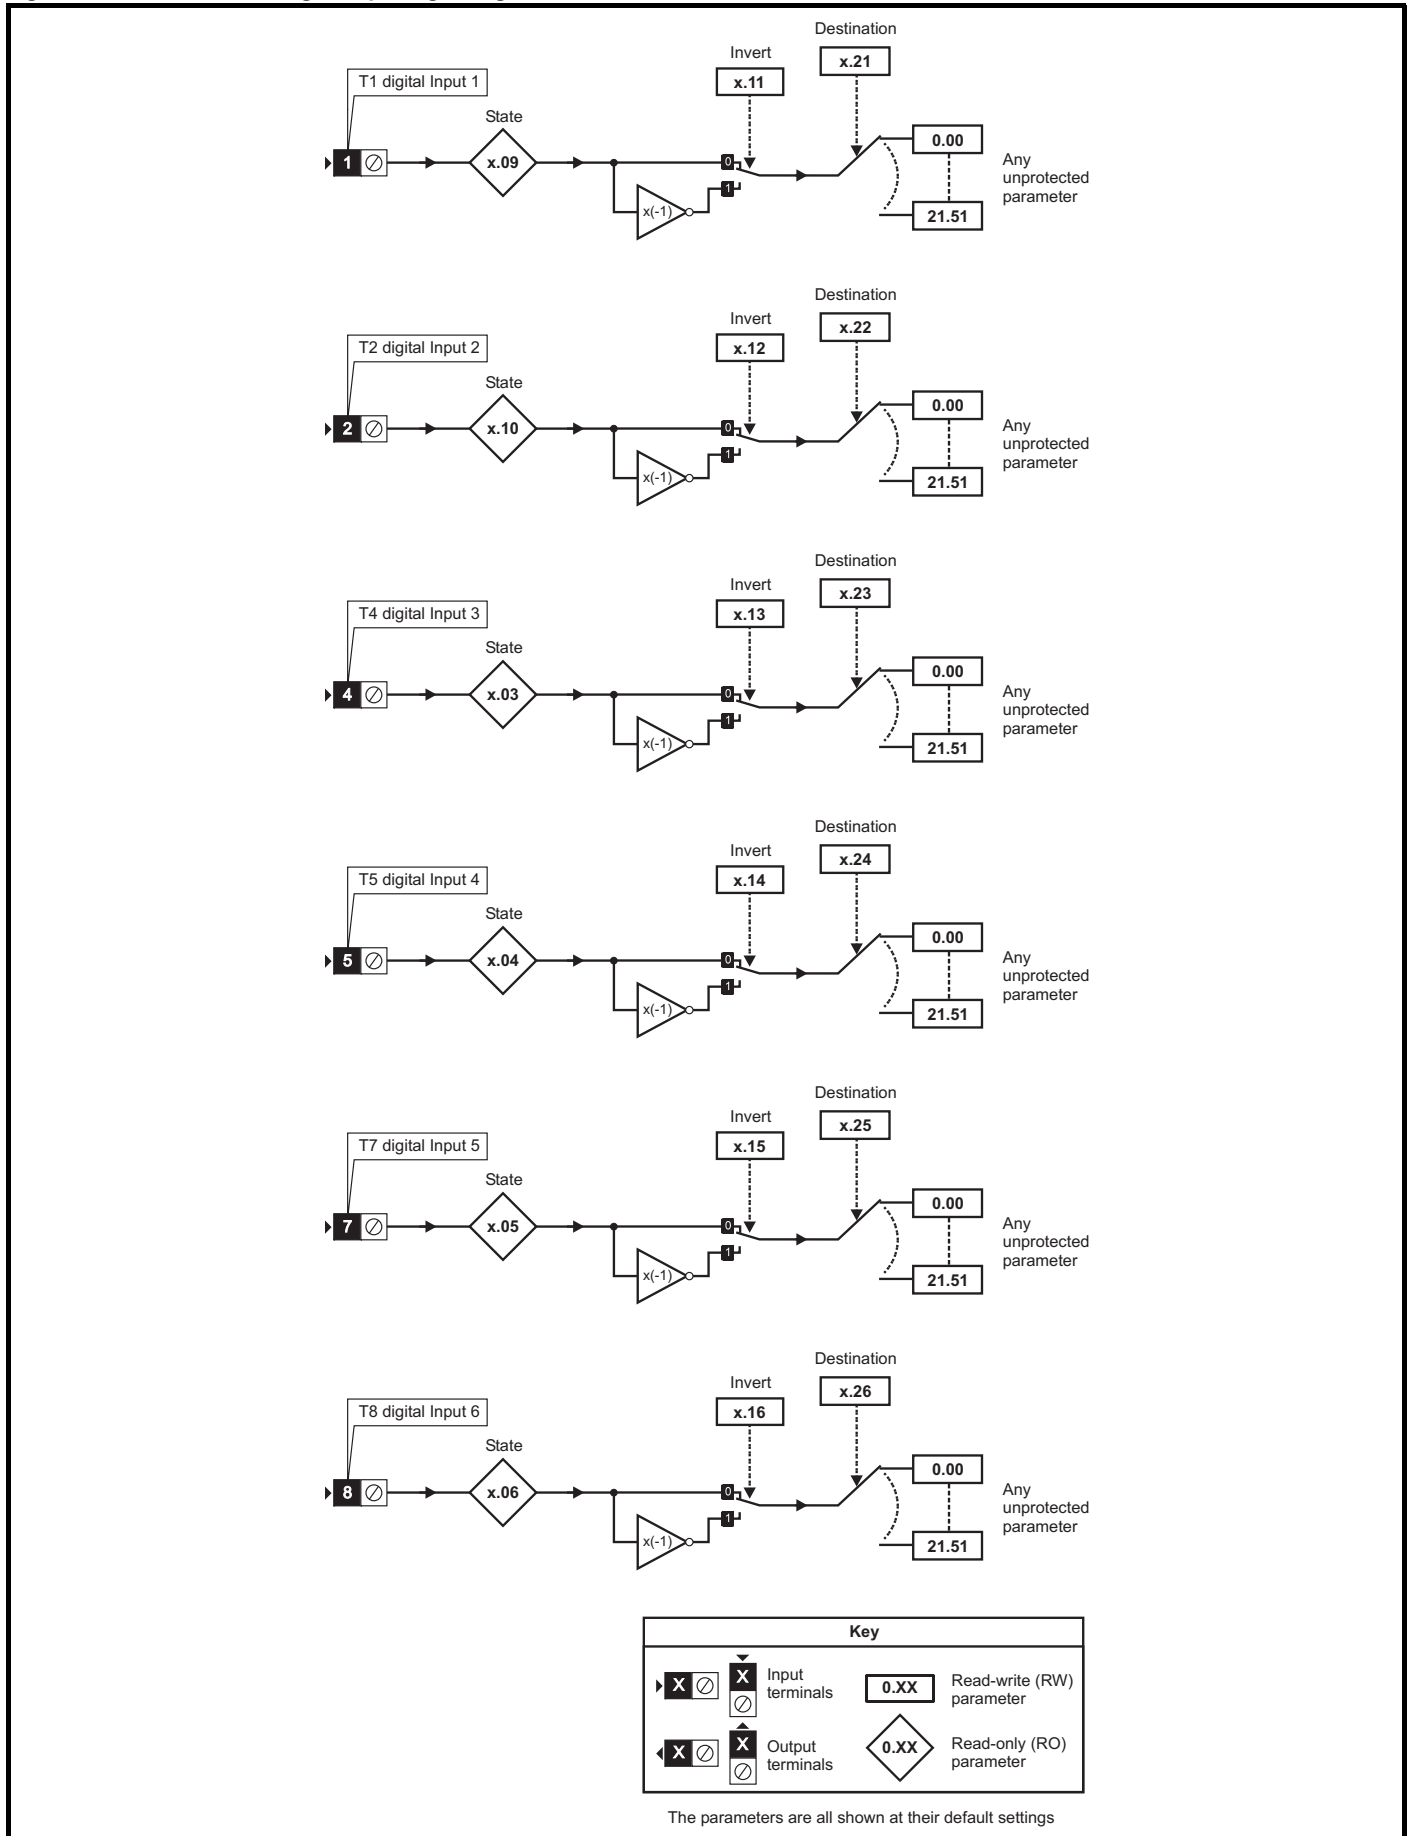 Destination
Invert
x.21
x.11
T1 digital Input 1
State
0.00
1
x.09
0
Any
unprotected
parameter
1
x(-1)
21.51
Destination
Invert
x.22
x.12
T2 digital Input 2
State
0.00
2
x.10
0
Any
unprotected
parameter
1
x(-1)
21.51
Destination
Invert
x.23
x.13
T4 digital Input 3
State
0.00
4
x.03
0
Any
unprotected
parameter
1
x(-1)
21.51
Destination
Invert
x.24
x.14
T5 digital Input 4
State
0.00
5
x.04
0
Any
unprotected
parameter
1
x(-1)
21.51
Destination
Invert
x.25
x.15
T7 digital Input 5
State
0.00
7
x.05
0
Any
unprotected
parameter
1
x(-1)
21.51
Destination
Invert
x.26
x.16
T8 digital Input 6
State
0.00
8
x.06
0
Any
unprotected
parameter
1
x(-1)
21.51
Key
X
X
Input
terminals
0.XX
Read-write (RW)
parameter
X
X
Output
terminals
0.XX
Read-only (RO)
parameter
The parameters are all shown at their default settings